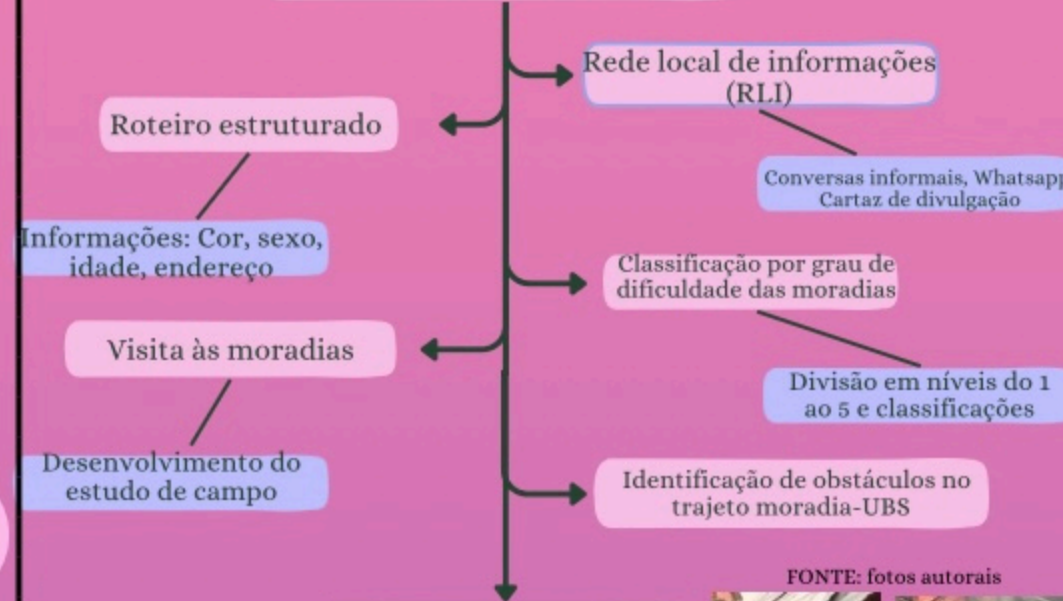 Rede local de informações
(RLI)
Roteiro estruturado
Conversas informais, Whatsapp
Cartaz de divulgação
Informações: Cor, sexo,
idade, endereço
Classificação por grau de
dificuldade das moradias
Visita às moradias
Divisão em níveis do 1
ao 5 e classificações
Desenvolvimento do
estudo de campo
Identificação de obstáculos no
trajeto moradia-UBS
FONTE: fotos autorais